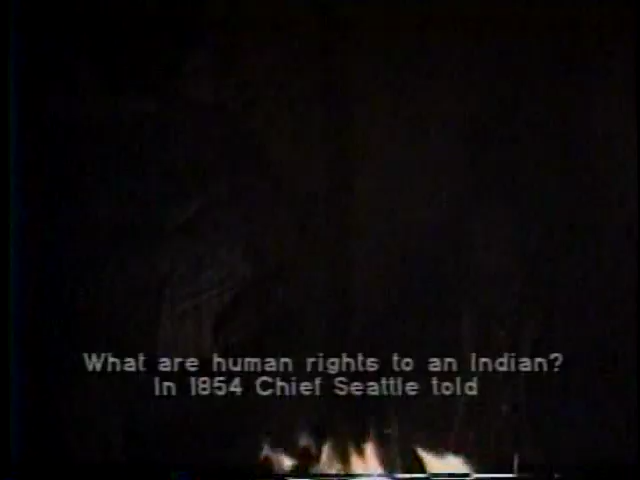 What are human rights to an Indian?
In 1854 Chief Seattle told